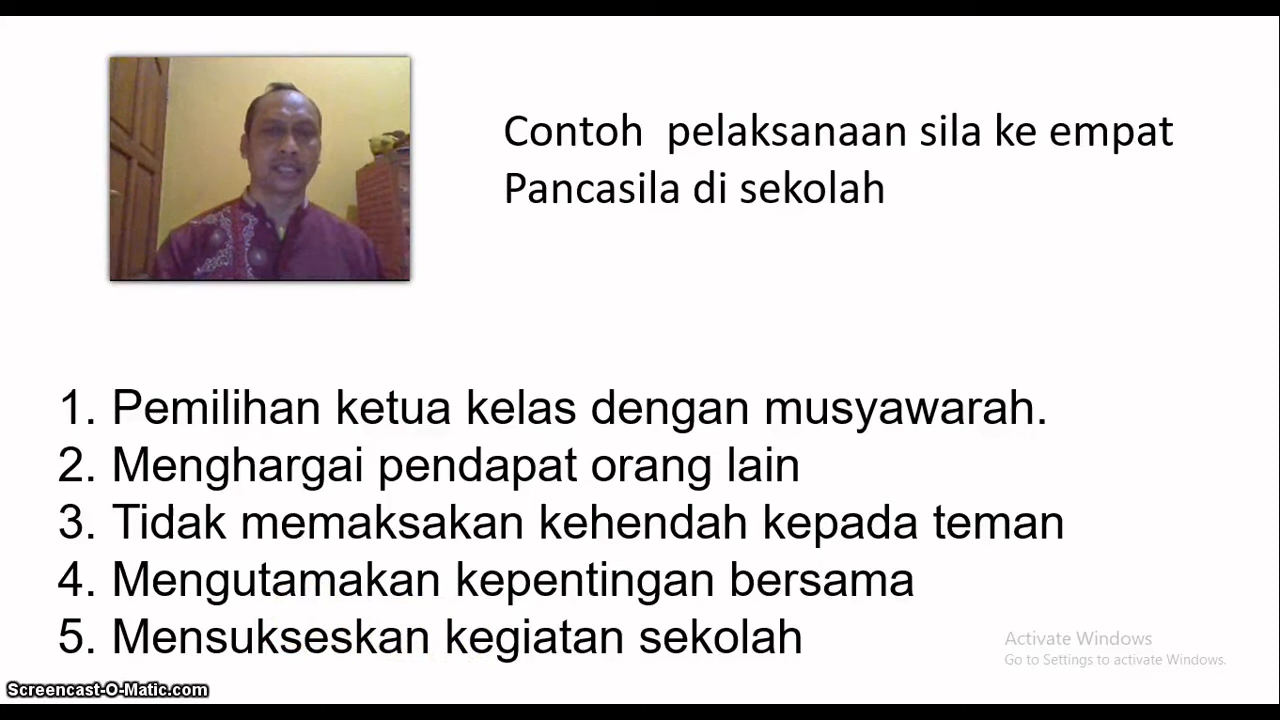 Contoh pelaksanaan sila ke empat
Pancasila di sekolah
1. Pemilihan ketua kelas dengan musyawarah.
2. Menghargai pendapat orang lain
3. Tidak memaksakan kehendah kepada teman
4. Mengutamakan kepentingan bersama
5. Mensukseskan kegiatan sekolah
Activate Windows
Go to Settings to activate Windows.
Screencast-O-Matic.com